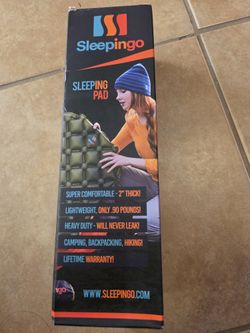 Sleepingo
SLEEPING
PAD
SUPER COMFORTABLE - 2" THICK!
LIGHTWEIGHT, ONLY .90 POUNDS!
HEAVY DUTY - WILL NEVER LEAK!
CAMPING, BACKPACKING, HIKING!
LIFETIME WARRANTY!
WWW.SLEEPINGO.COM